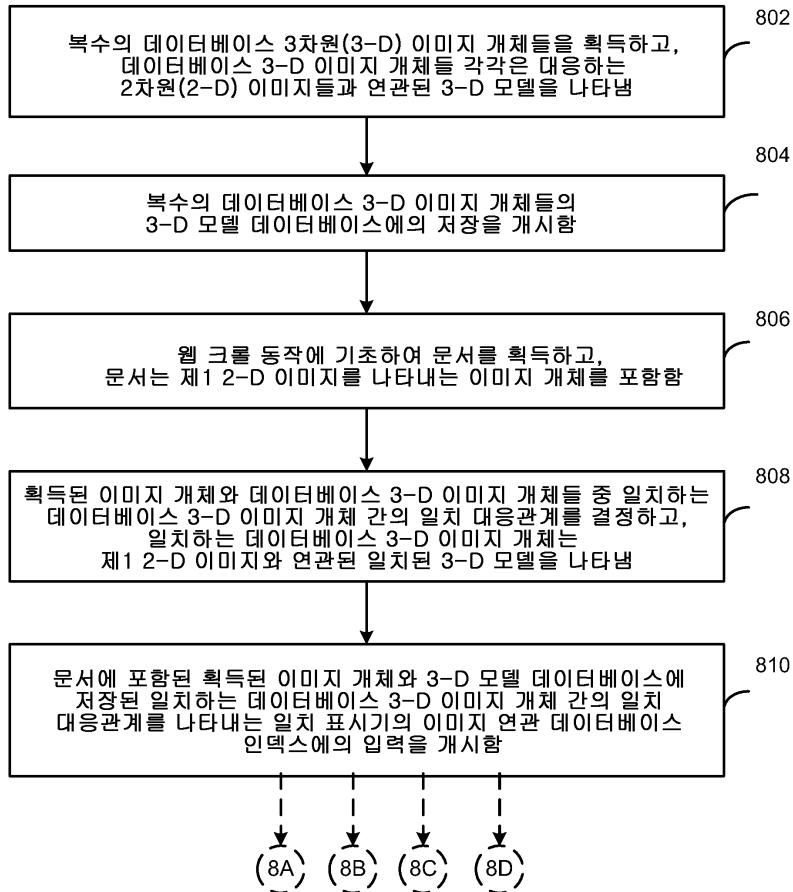 802
복수의 데이터베이스 3차원(3-D) 이미지 개체들을 획득하고,
데이터베이스 3-D 이미지 개체들 각각은 대응하는
2차원(2-D) 이미지들과 연관된 3-D 모델을 나타냄
804
복수의 데이터베이스 3-D 이미지 개체들의
3-D 모델 데이터베이스에의 저장을 개시함
806
웹 크롤 동작에 기초하여 문서를 획득하고,
문서는 제1 2-D 이미지를 나타내는 이미지 개체를 포함함
808
획득된 이미지 개체와 데이터베이스 3-D 이미지 개체들 중 일치하는
데이터베이스 3-D 이미지 개체 간의 일치 대응관계를 결정하고,
일치하는 데이터베이스 3-D 이미지 개체는
제1 2-D 이미지와 연관된 일치된 3-D 모델을 나타냄
810
문서에 포함된 획득된 이미지 개체와 3-D 모델 데이터베이스에
저장된 일치하는 데이터베이스 3-D 이미지 개체 간의 일치
대응관계를 나타내는 일치 표시기의 이미지 연관 데이터베이스
인덱스에의 입력을 개시함
8A 8B 8C 8D